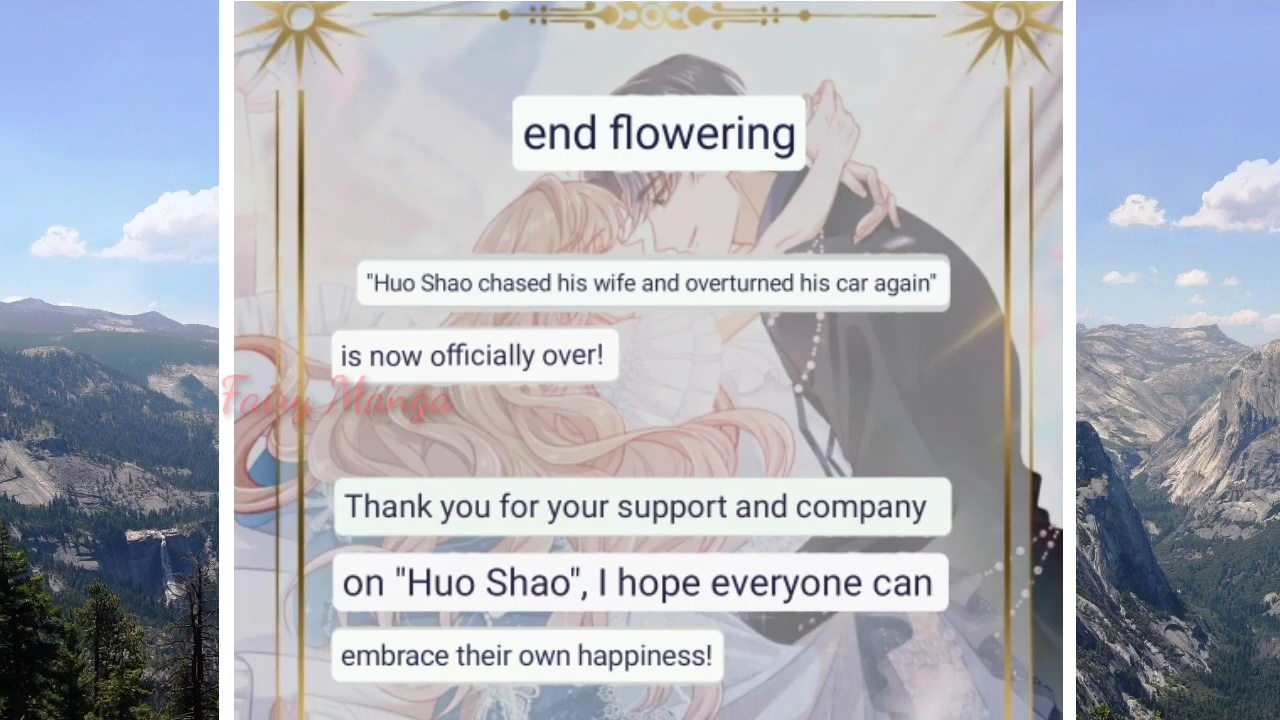 end flowering
"Huo Shao chased his wife and overturned his car again"
is now officially over!
Fairy Manga
Thank you for your support and company
on "Huo Shao", I hope everyone can
embrace their own happiness!